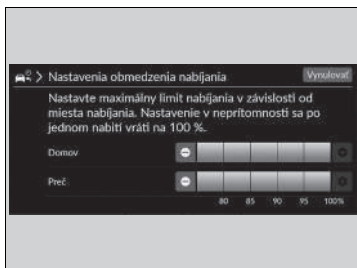 Nastavenia obmedzenia nabíjania
Vynulovať
Nastavte maximálny limit nabíjania v závislosti od
miesta nabíjania. Nastavenie v neprítomnosti sa po
jednom nabití vráti na 100 %.
Domov
Preč
80 85 90 95 100%